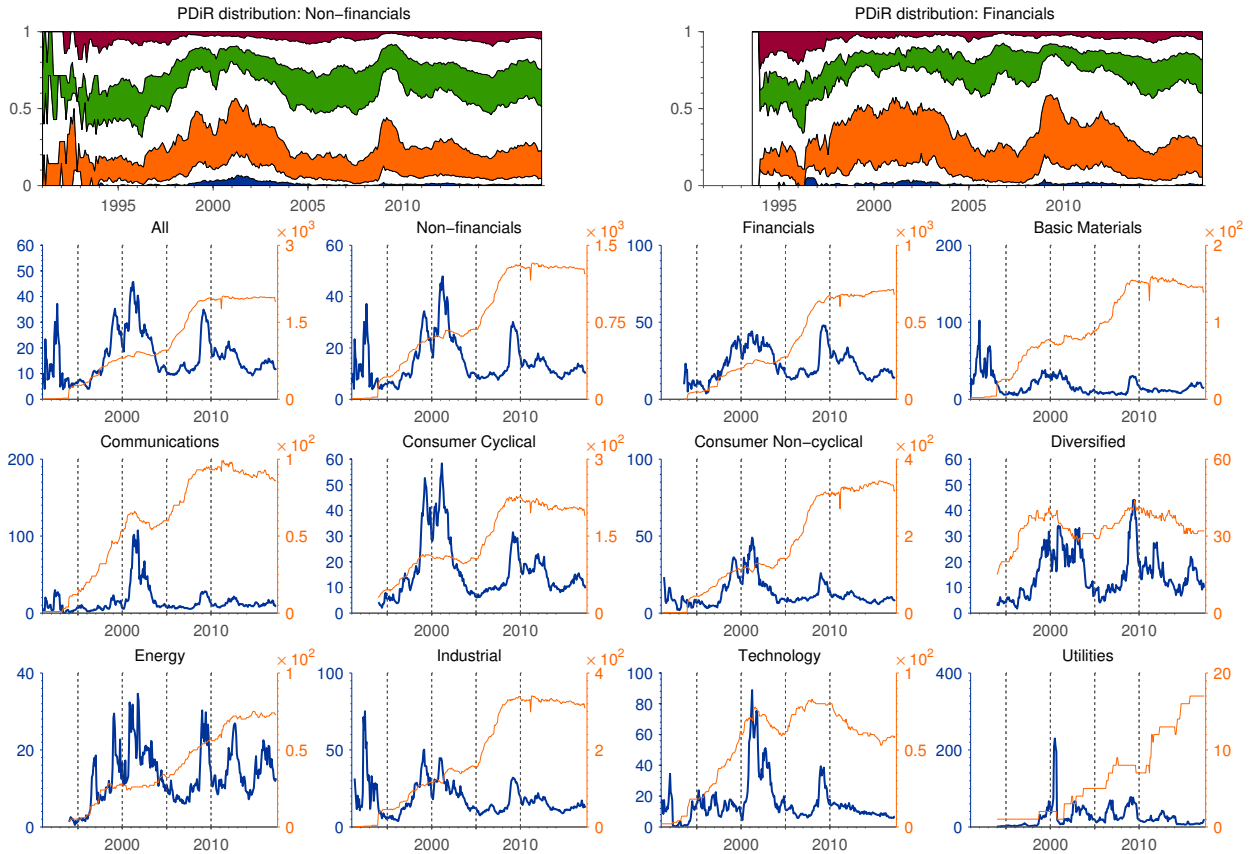 PDiR distribution: Non−financials PDiR distribution: Financials
1 1
0.5 0.5
0 0
1995 2000 2005 2010 1995 2000 2005 2010
All Non−financials Financials Basic Materials
× 10^3 × 10^3 × 10^3 × 10^2
60 3 60 1.5 100 1 200 2
50 50
40 40
30 1.5 30 0.75 50 0.5 100 1
20 20
10 10
0 0 0 0 0 0 0 0
2000 2010 2000 2010 2000 2010 2000 2010
Communications Consumer Cyclical Consumer Non−cyclical Diversified
× 10^2 × 10^2 × 10^2
200 1 60 3 100 4 60 60
50 50
40 40
100 0.5 30 1.5 50 2 30 30
20 20
10 10
0 0 0 0 0 0 0 0
2000 2010 2000 2010 2000 2010 2000 2010
Energy Industrial Technology Utilities
× 10^2 × 10^2 × 10^2
40 1 100 4 100 1 400 20
80
60
20 0.5 50 2 0.5 200 10
40
20
0 0 0 0 0 0 0 0
2000 2010 2000 2010 2000 2010 2000 2010